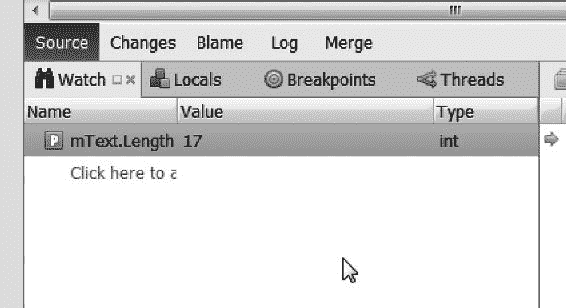 Source Changes Blame Log Merge
Watch Locals Breakpoints Threads
Name Value Type
P mText.Length 17 int
Click here to a